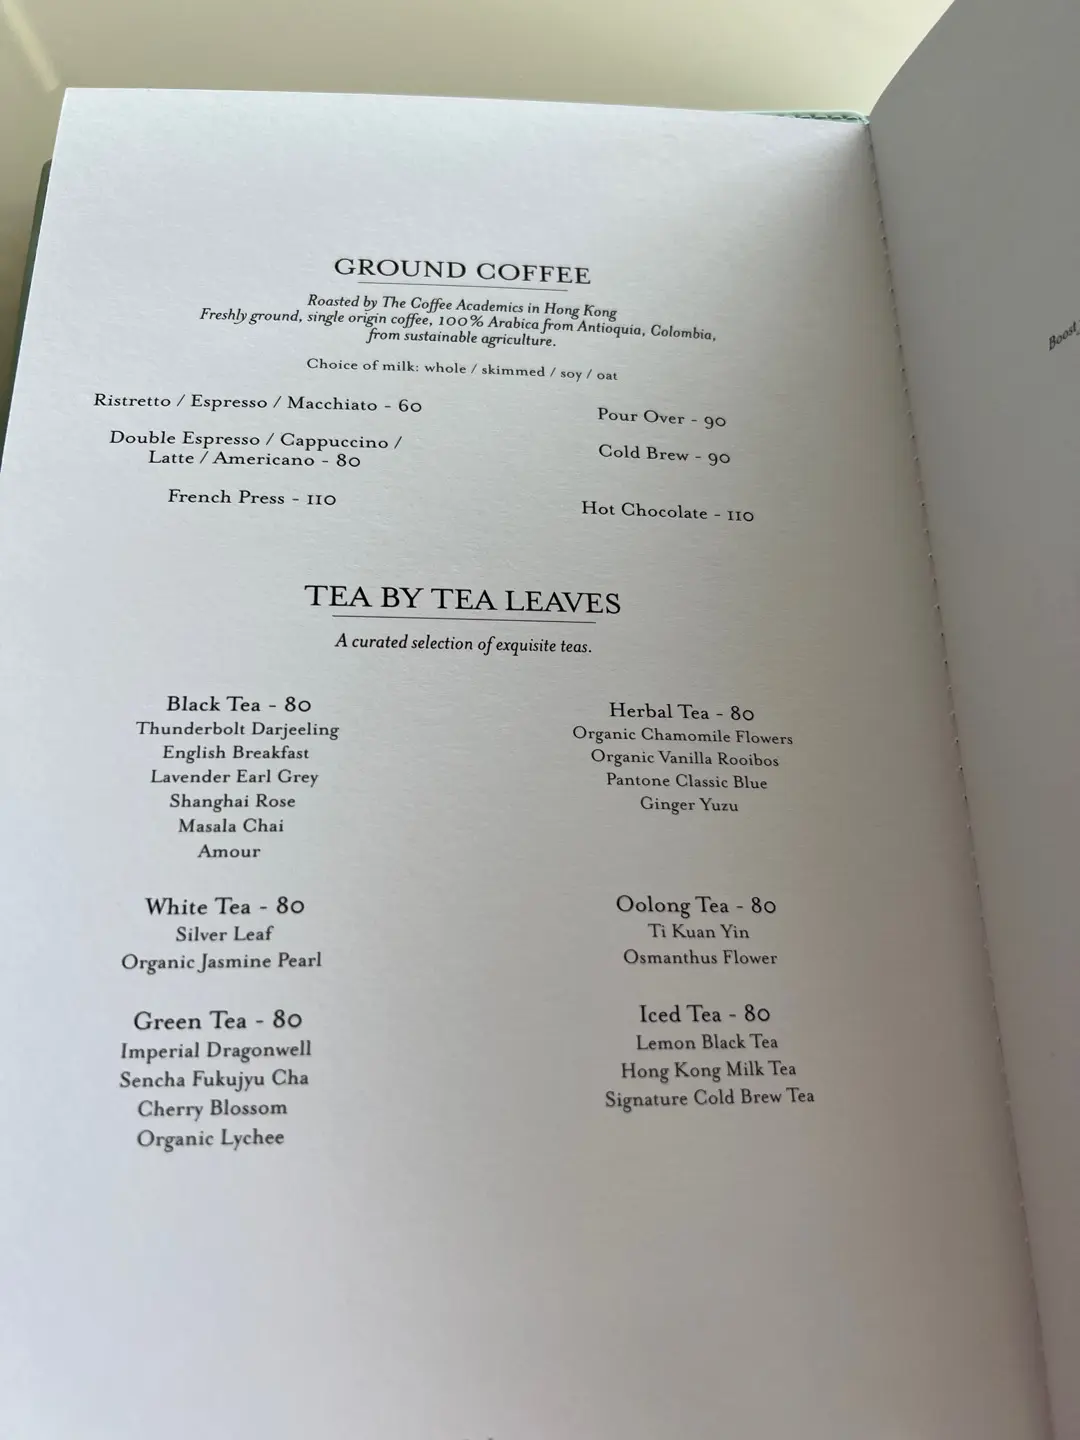 GROUND COFFEE
Roasted by The Coffee Academics in Hong Kong
Freshly ground, single origin coffee, 100% Arabica from Antioquia, Colombia,
from sustainable agriculture.
Choice of milk: whole / skimmed / soy / oat
Ristretto / Espresso / Macchiato - 60
Double Espresso / Cappuccino /
Latte / Americano - 80
French Press - 110
Pour Over - 90
Cold Brew - 90
Hot Chocolate - 110
TEA BY TEA LEAVES
A curated selection of exquisite teas.
Black Tea - 80
Thunderbolt Darjeeling
English Breakfast
Lavender Earl Grey
Shanghai Rose
Masala Chai
Amour
Herbal Tea - 80
Organic Chamomile Flowers
Organic Vanilla Rooibos
Pantone Classic Blue
Ginger Yuzu
White Tea - 80
Silver Leaf
Organic Jasmine Pearl
Oolong Tea - 80
Ti Kuan Yin
Osmanthus Flower
Green Tea - 80
Imperial Dragonwell
Sencha Fukujyu Cha
Cherry Blossom
Organic Lychee
Iced Tea - 80
Lemon Black Tea
Hong Kong Milk Tea
Signature Cold Brew Tea
Boost,